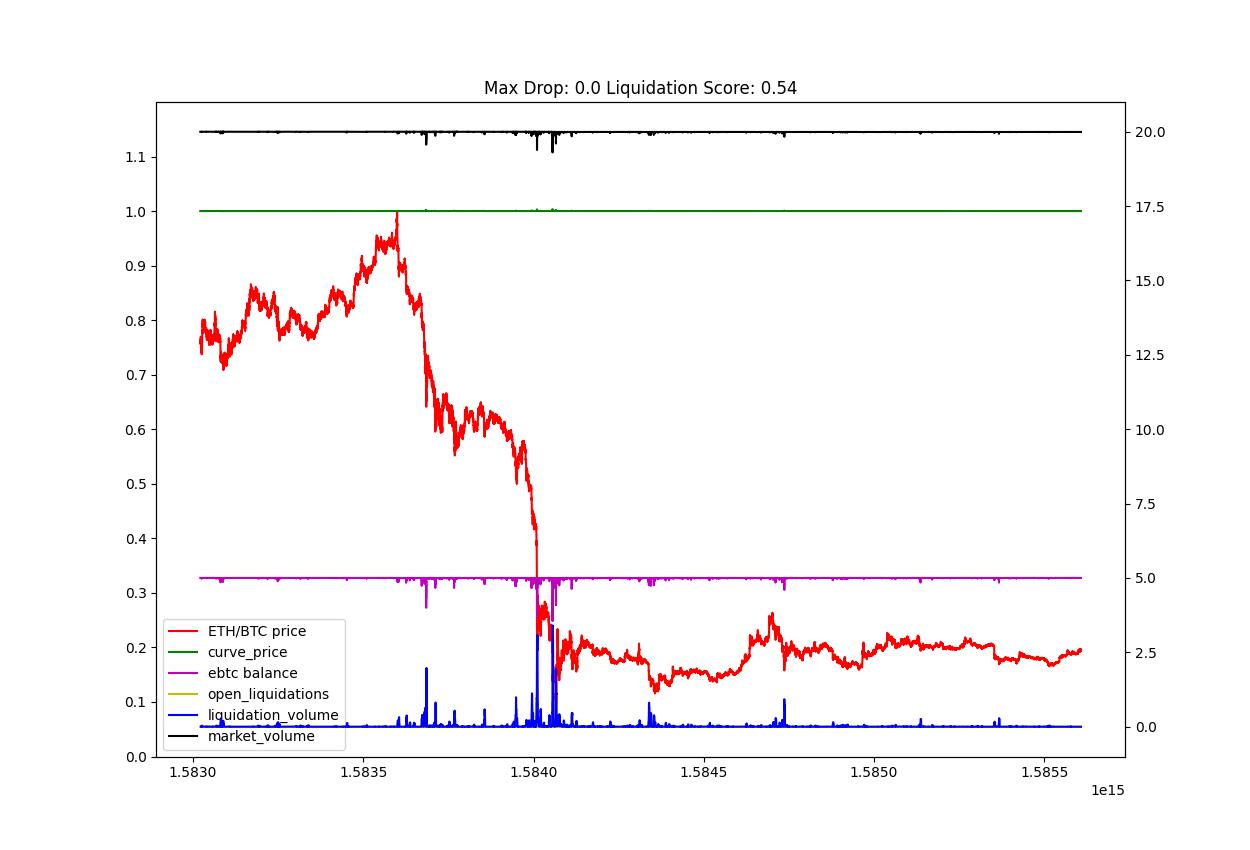 Max Drop: 0.0 Liquidation Score: 0.54
1.1
1.0
0.9
0.8
0.7
0.6
0.5
0.4
0.3
0.2
0.1
0.0
20.0
17.5
15.0
12.5
10.0
7.5
5.0
2.5
0.0
ETH/BTC price
curve_price
ebtc balance
open_liquidations
liquidation_volume
market_volume
1.5830 1.5835 1.5840 1.5845 1.5850 1.5855
1e15